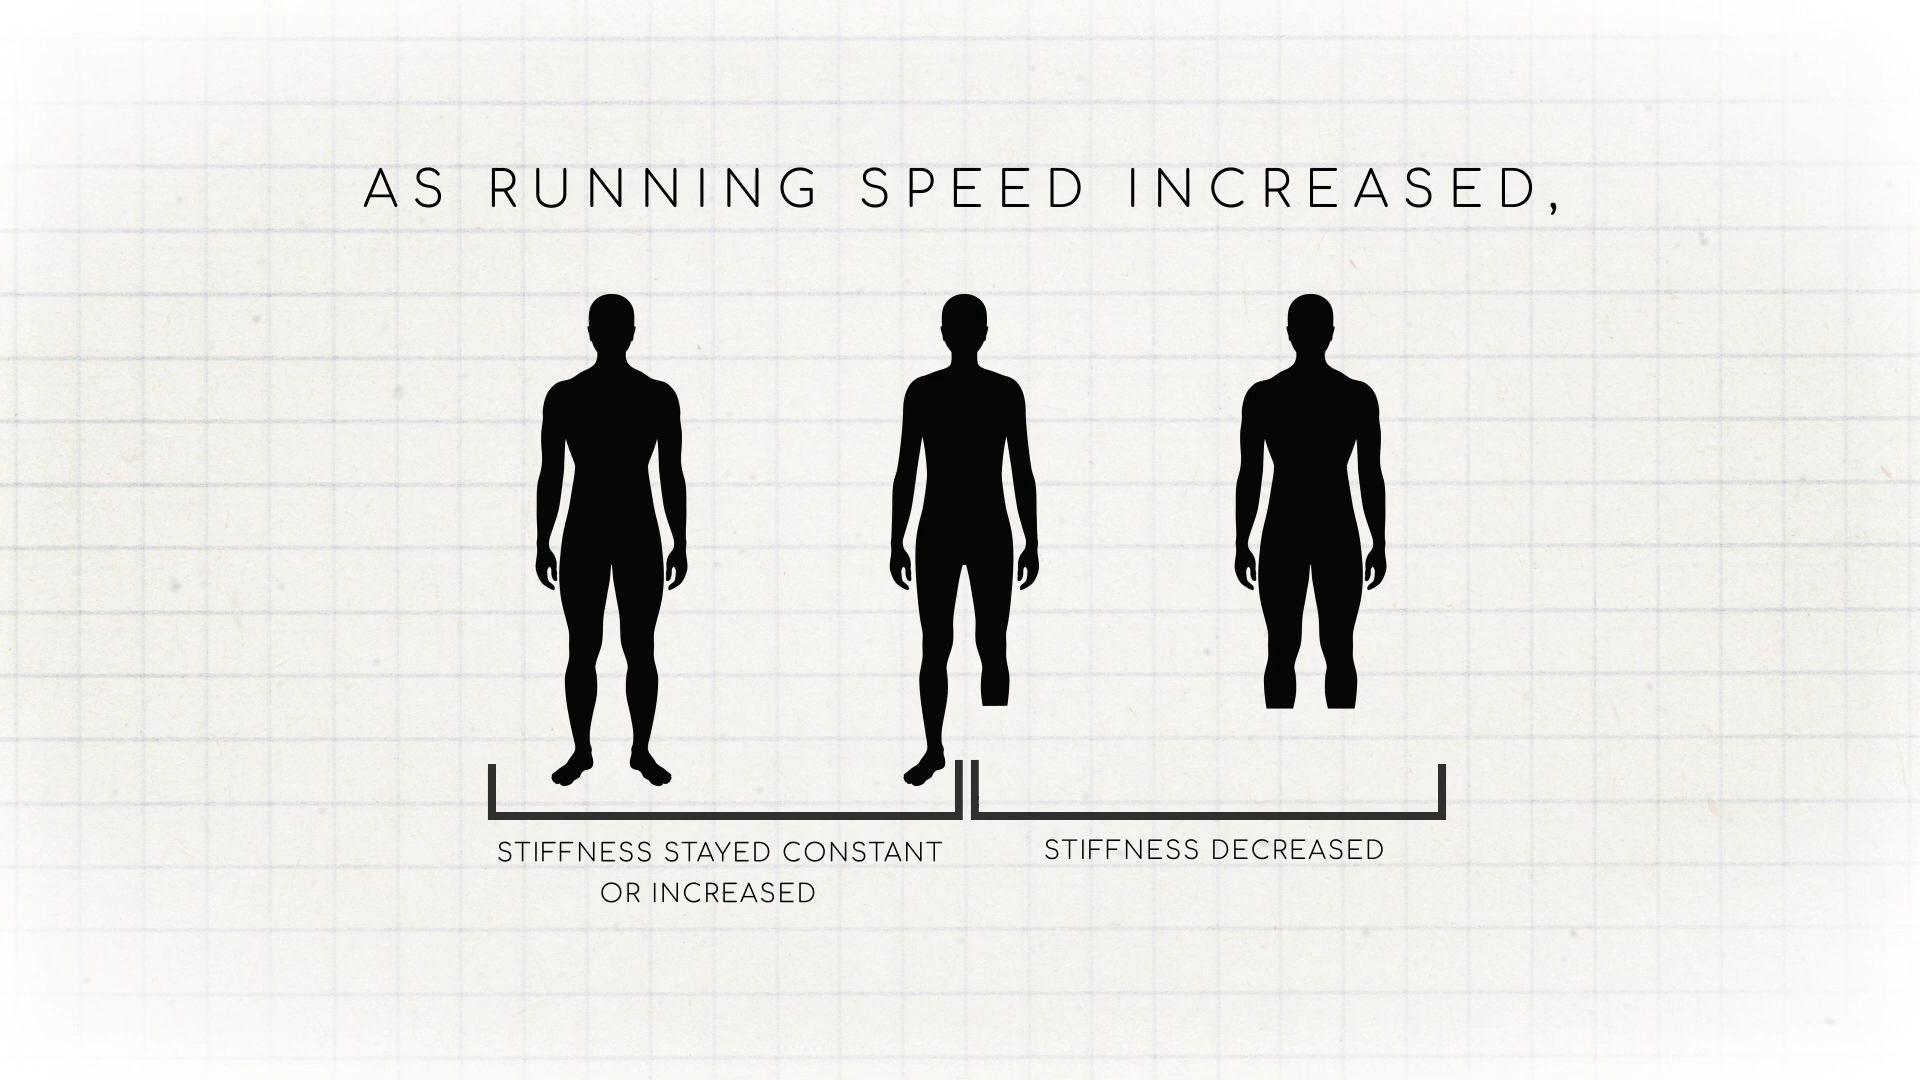 AS RUNNING SPEED INCREASED,
STIFFNESS STAYED CONSTANT
OR INCREASED
STIFFNESS DECREASED